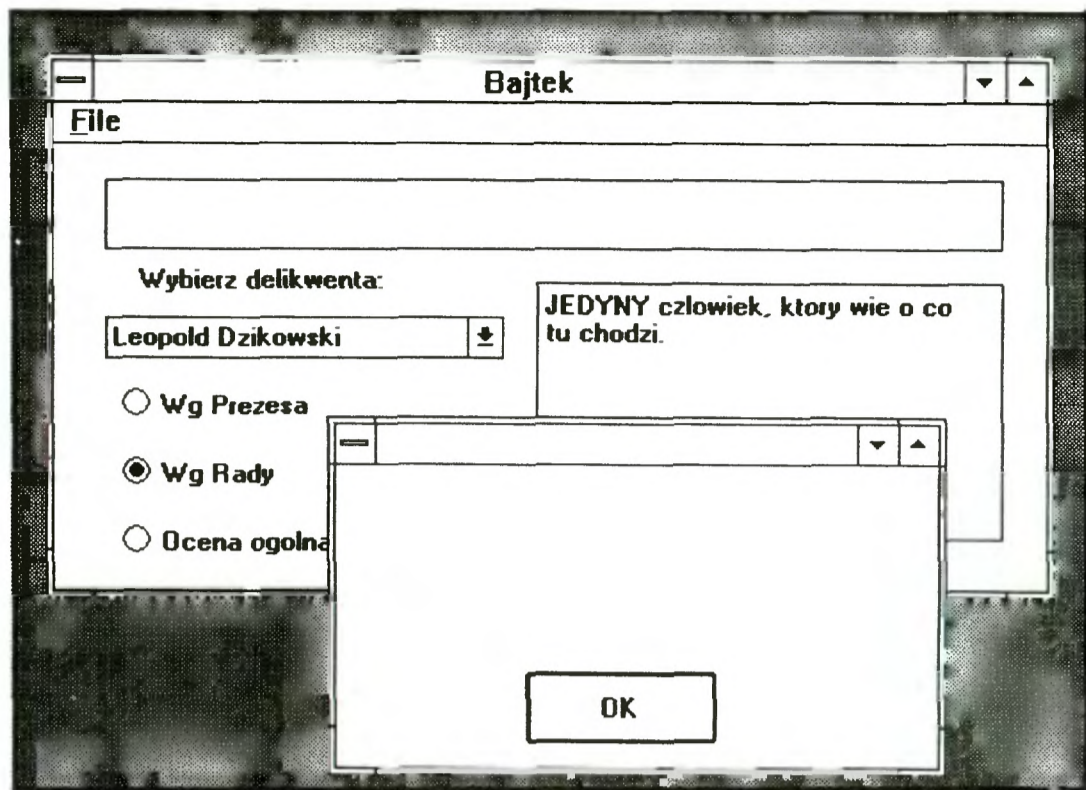 Bajtek
File
Wybierz delikwenta:
Leopold Dzikowski
JEDYNY czlowiek, ktory wie o co
tu chodzi.
Wg Prezesa
Wg Rady
Ocena ogolna
OK